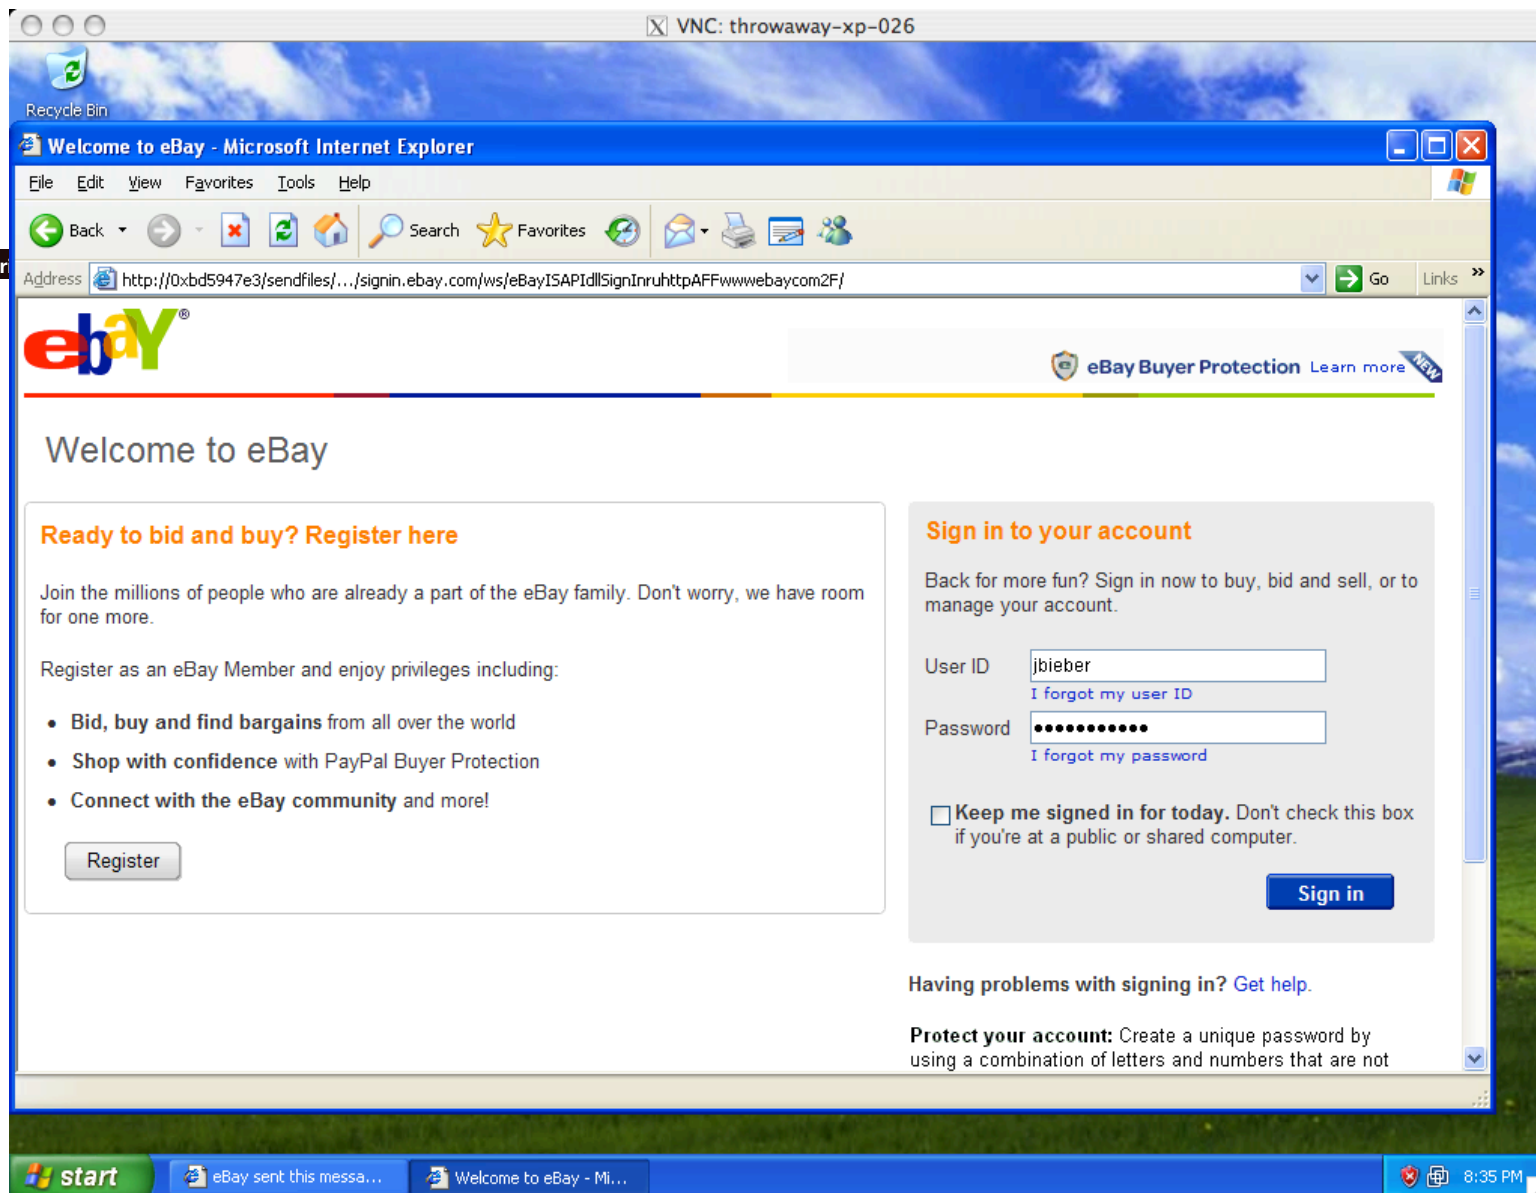 VNC: throwaway-xp-026
Recycle Bin
Welcome to eBay - Microsoft Internet Explorer
File Edit View Favorites Tools Help
Back Search Favorites
Address http://0xbd5947e3/sendfiles/.../signin.ebay.com/ws/eBayISAPIdllSignInruhttpAFFwwwebaycom2F/ Go Links »
ebaY®
eBay Buyer Protection Learn more NEW
Welcome to eBay
Ready to bid and buy? Register here
Join the millions of people who are already a part of the eBay family. Don't worry, we have room
for one more.
Register as an eBay Member and enjoy privileges including:
• Bid, buy and find bargains from all over the world
• Shop with confidence with PayPal Buyer Protection
• Connect with the eBay community and more!
Register
Sign in to your account
Back for more fun? Sign in now to buy, bid and sell, or to
manage your account.
User ID jbieber
I forgot my user ID
Password •••••••••••
I forgot my password
Keep me signed in for today. Don't check this box
if you're at a public or shared computer.
Sign in
Having problems with signing in? Get help.
Protect your account: Create a unique password by
using a combination of letters and numbers that are not
start eBay sent this messa... Welcome to eBay - Mi... 8:35 PM